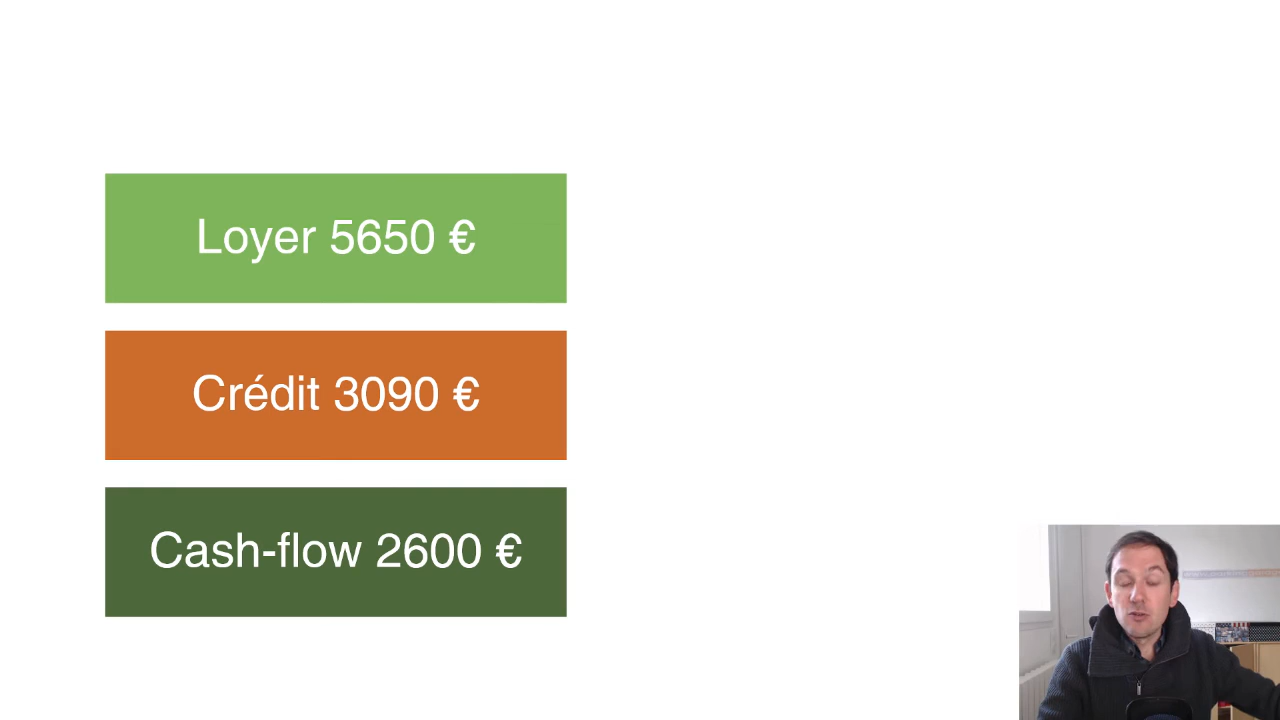 Loyer 5650 €
Crédit 3090 €
Cash-flow 2600 €